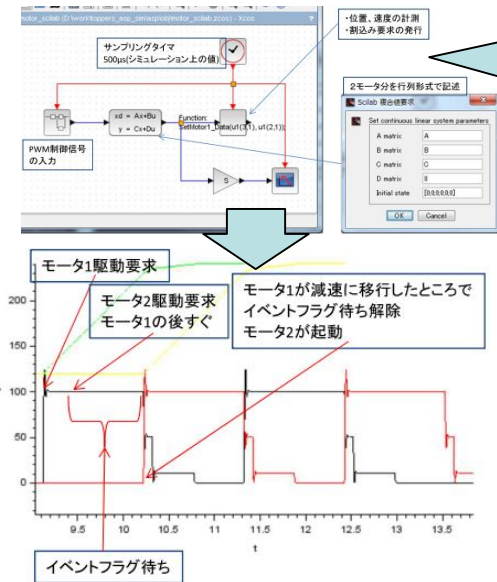 motor_scilab (D:\work\toppers_asp_sim\asp\obj\motor_scilab.zcos) - Xcos
サンプリングタイマ
500μs(シミュレーション上の値)
・位置、速度の計測
・割込み要求の発行
xd = Ax+Bu
y = Cx+Du
Function:
SetMotor1_Data(u1(3,1), u1(2,1));
PWM制御信号
の入力
S
2モータ分を行列形式で記述
Scilab 複合値要求
Set continuous linear system parameters
A matrix A
B matrix B
C matrix C
D matrix 0
Initial state [0;0;0;0;0;0]
OK Cancel
モータ1駆動要求
モータ2駆動要求
モータ1の後すぐ
モータ1が減速に移行したところで
イベントフラグ待ち解除
モータ2が起動
200
150
100
50
0
9.5 10 10.5 11 11.5 12 12.5 13 13.5
t
イベントフラグ待ち